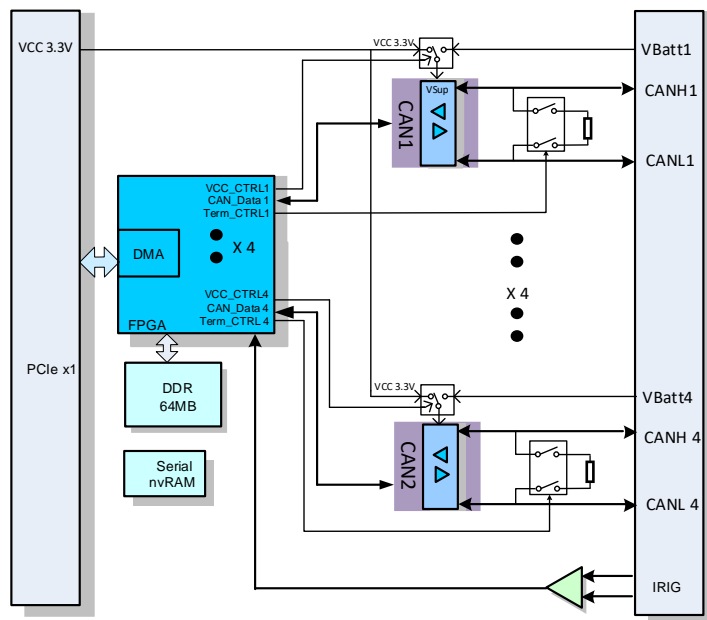 VCC 3.3V
VCC 3.3V
VBatt1
VSup
CANH1
CAN1
CANL1
VCC_CTRL1
CAN_Data 1
Term_CTRL1
X 4
DMA
VCC_CTRL4
CAN_Data 4
Term_CTRL 4
FPGA
X 4
PCIe x1
DDR
64MB
VCC 3.3V
VBatt4
CANH 4
CAN2
Serial
nvRAM
CANL 4
IRIG